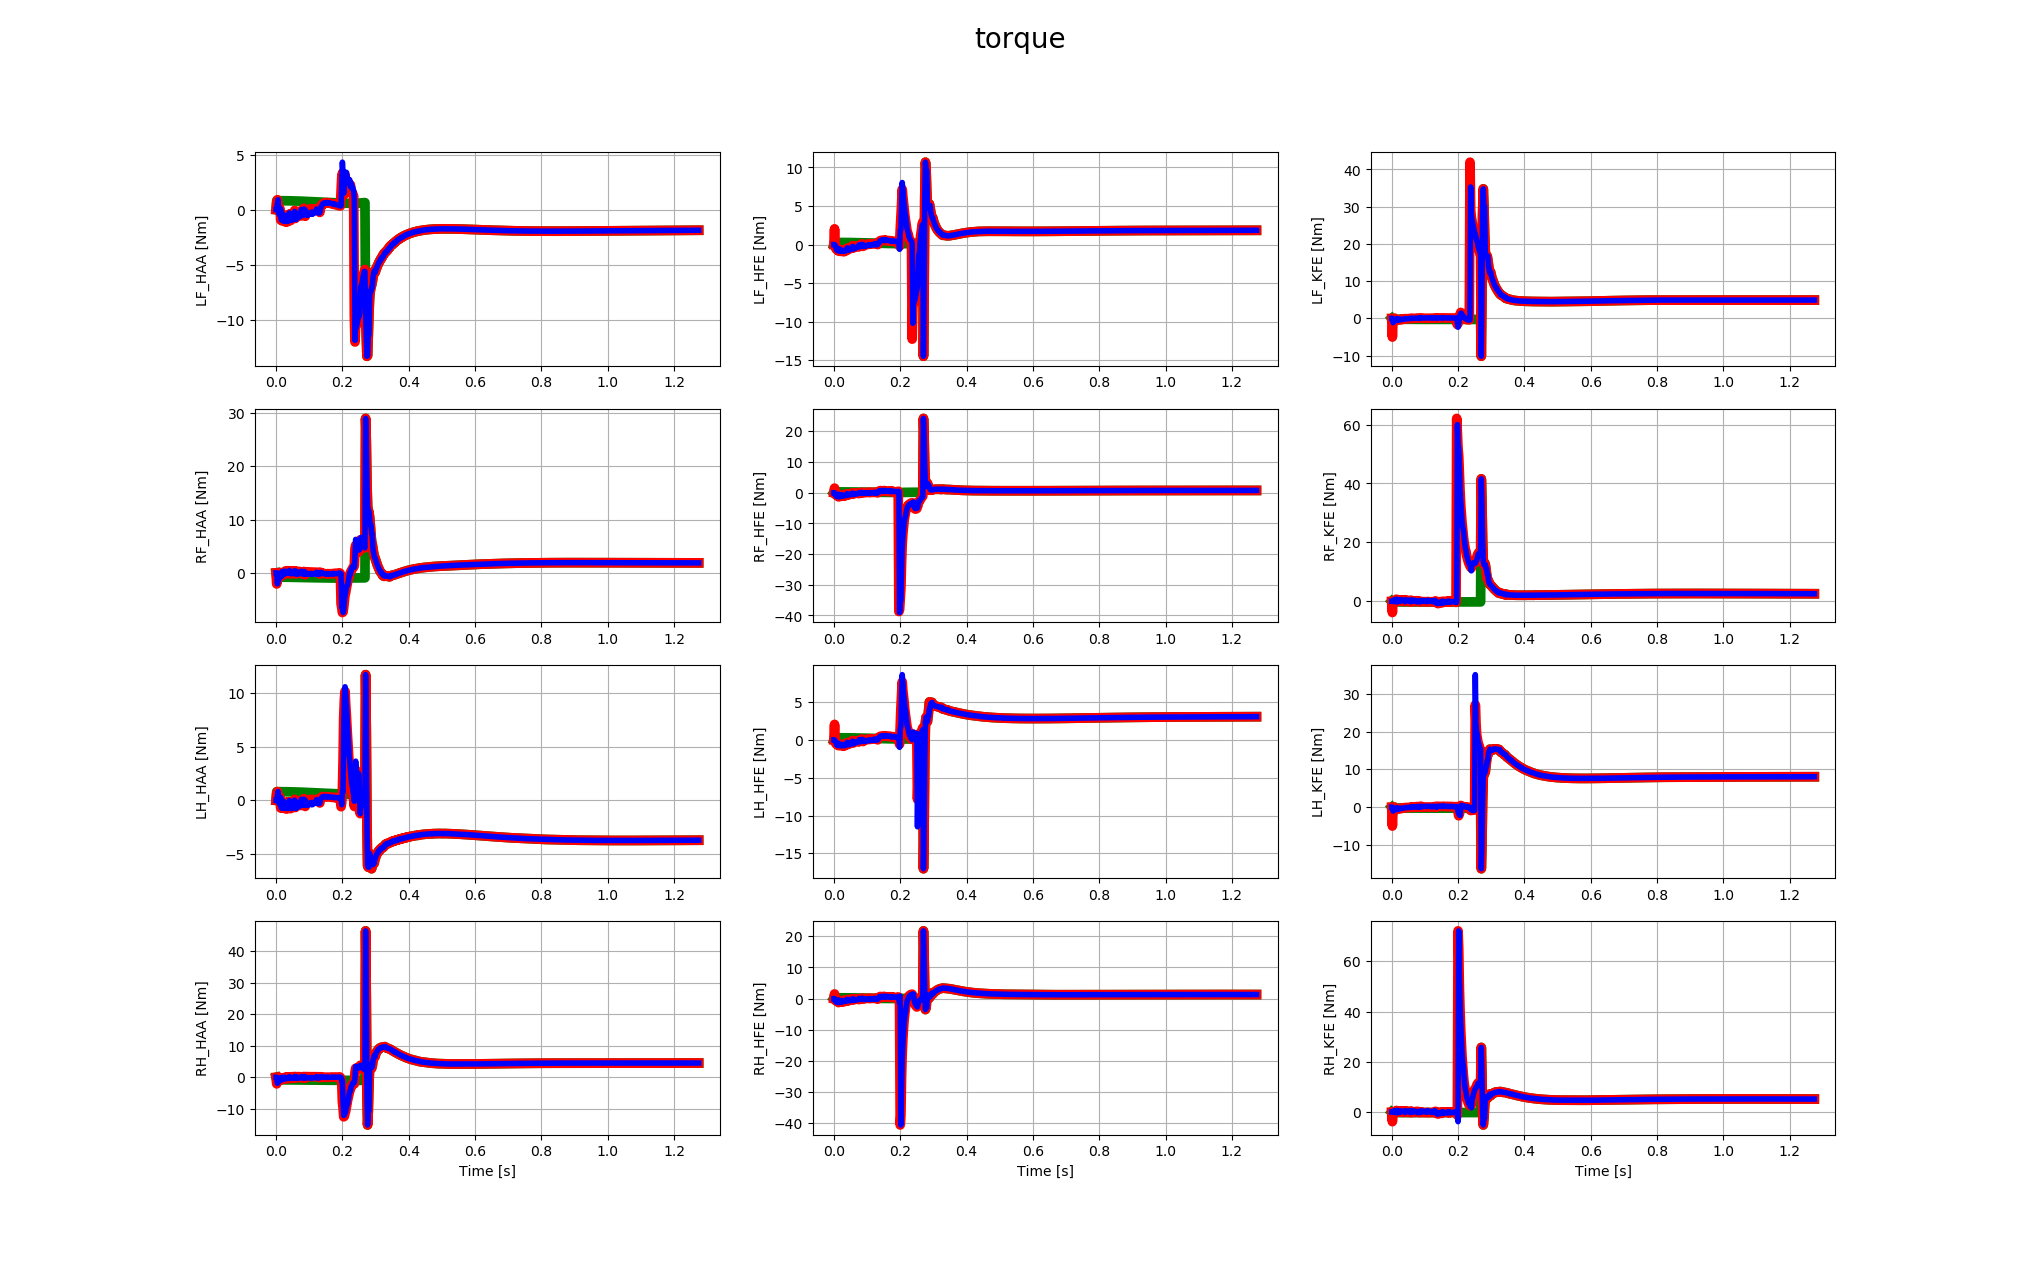 torque
LF_HAA [Nm]
5
0
−5
−10
0.0 0.2 0.4 0.6 0.8 1.0 1.2
LF_HFE [Nm]
10
5
0
−5
−10
−15
0.0 0.2 0.4 0.6 0.8 1.0 1.2
LF_KFE [Nm]
40
30
20
10
0
−10
0.0 0.2 0.4 0.6 0.8 1.0 1.2
RF_HAA [Nm]
30
20
10
0
0.0 0.2 0.4 0.6 0.8 1.0 1.2
RF_HFE [Nm]
20
10
0
−10
−20
−30
−40
0.0 0.2 0.4 0.6 0.8 1.0 1.2
RF_KFE [Nm]
60
40
20
0
0.0 0.2 0.4 0.6 0.8 1.0 1.2
LH_HAA [Nm]
10
5
0
−5
0.0 0.2 0.4 0.6 0.8 1.0 1.2
LH_HFE [Nm]
5
0
−5
−10
−15
0.0 0.2 0.4 0.6 0.8 1.0 1.2
LH_KFE [Nm]
30
20
10
0
−10
0.0 0.2 0.4 0.6 0.8 1.0 1.2
RH_HAA [Nm]
40
30
20
10
0
−10
0.0 0.2 0.4 0.6 0.8 1.0 1.2
Time [s]
RH_HFE [Nm]
20
10
0
−10
−20
−30
−40
0.0 0.2 0.4 0.6 0.8 1.0 1.2
Time [s]
RH_KFE [Nm]
60
40
20
0
0.0 0.2 0.4 0.6 0.8 1.0 1.2
Time [s]